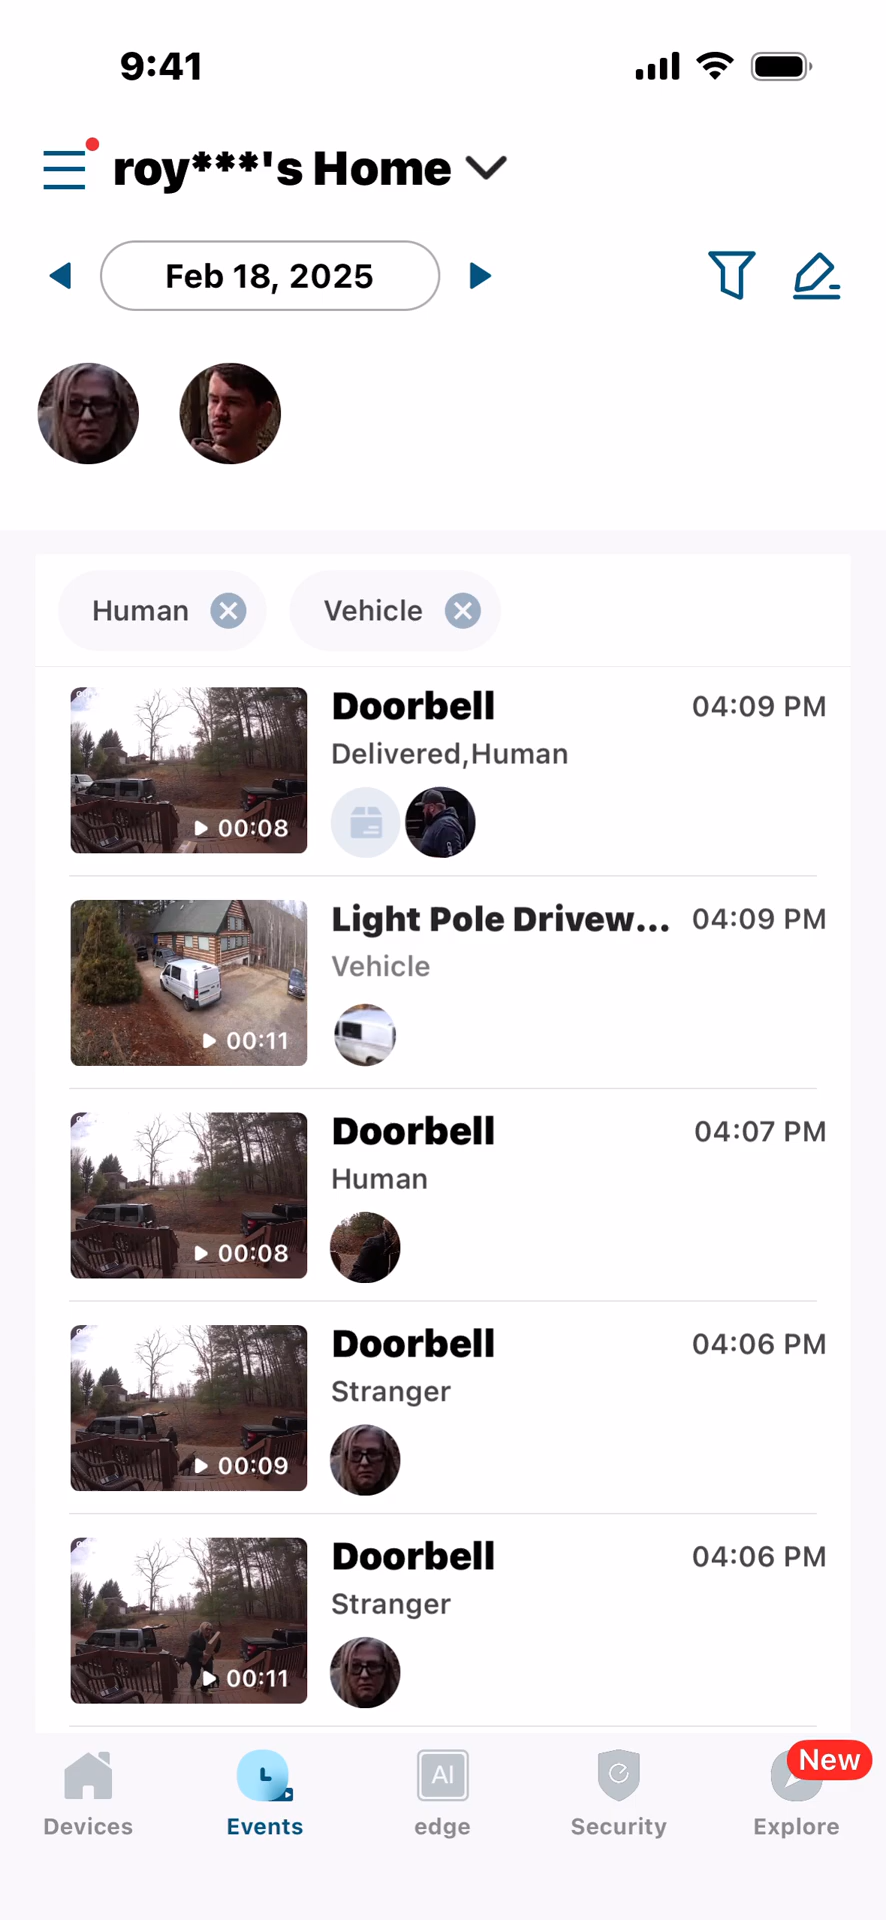 9:41
roy***'s Home
Feb 18, 2025
Human
Vehicle
Doorbell
04:09 PM
Delivered,Human
00:08
Light Pole Drivew...
04:09 PM
Vehicle
00:11
Doorbell
04:07 PM
Human
00:08
Doorbell
04:06 PM
Stranger
00:09
Doorbell
04:06 PM
Stranger
00:11
AI
New
Devices
Events
edge
Security
Explore